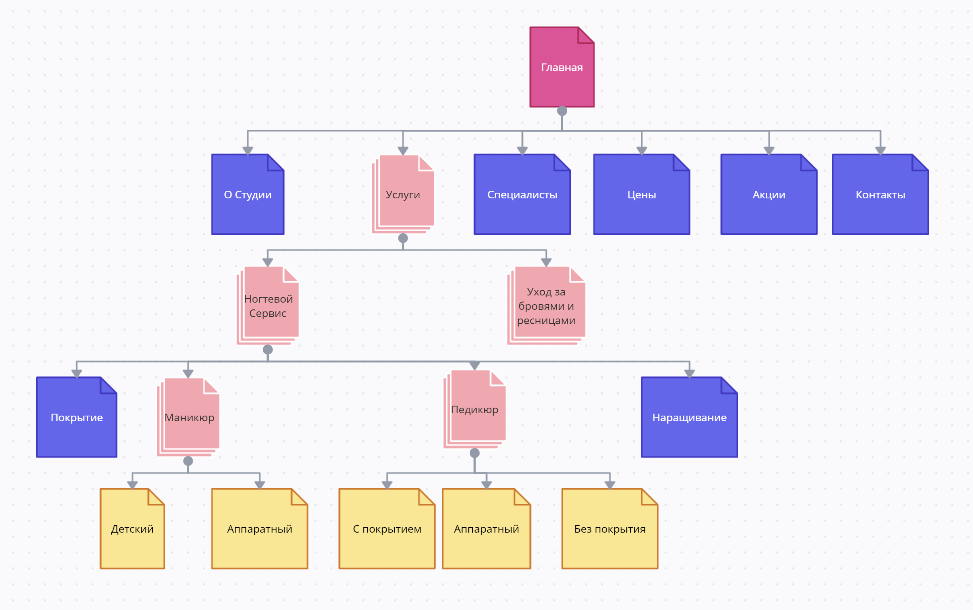 Главная
О Студии
Услуги
Специалисты
Цены
Акции
Контакты
Ногтевой
Сервис
Уход за
бровями и
ресницами
Покрытие
Маникюр
Педикюр
Наращивание
Детский
Аппаратный
С покрытием
Аппаратный
Без покрытия